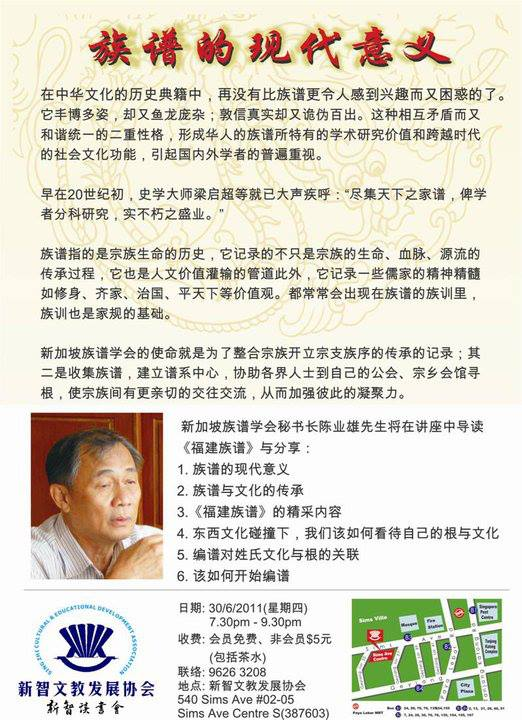 族谱的现代意义
在中华文化的历史典籍中，再没有比族谱更令人感到兴趣而又困惑的了。
它丰博多姿，却又鱼龙庞杂；敦信真实却又诡伪百出。这种相互矛盾而又
和谐统一的二重性格，形成华人的族谱所特有的学术研究价值和跨越时代
的社会文化功能，引起国内外学者的普遍重视。
早在20世纪初，史学大师梁启超等就已大声疾呼：“尽集天下之家谱，俾学
者分科研究，实不朽之盛业。”
族谱指的是宗族生命的历史，它记录的不只是宗族的生命、血脉、源流的
传承过程，它也是人文价值灌输的管道此外，它记录一些儒家的精神精髓
如修身、齐家、治国、平天下等价值观。都常常会出现在族谱的族训里，
族训也是家规的基础。
新加坡族谱学会的使命就是为了整合宗族开立宗支族序的传承的记录；其
二是收集族谱，建立谱系中心，协助各界人士到自己的公会、宗乡会馆寻
根，使宗族间有更亲切的交往交流，从而加强彼此的凝聚力。
新加坡族谱学会秘书长陈业雄先生将在讲座中导读
《福建族谱》与分享：
1. 族谱的现代意义
2. 族谱与文化的传承
3.《福建族谱》的精采内容
4. 东西文化碰撞下，我们该如何看待自己的根与文化
5. 编谱对姓氏文化与根的关联
6. 该如何开始编谱
SING ZHI CULTURAL & EDUCATIONAL DEVELOPMENT ASSOCIATION
新智文教发展协会
新智读书会
日期: 30/6/2011(星期四)
7.30pm - 9.30pm
收费: 会员免费、非会员$5元
(包括茶水)
联络: 9626 3208
地点: 新智文教发展协会
540 Sims Ave #02-05
Sims Ave Centre S(387603)
Sims Ville
Mosque
Fire Station
Singapore Post Centre
Tanjong Katong Complex
Sims Ave Centre
City Plaza
Paya Lebar MRT